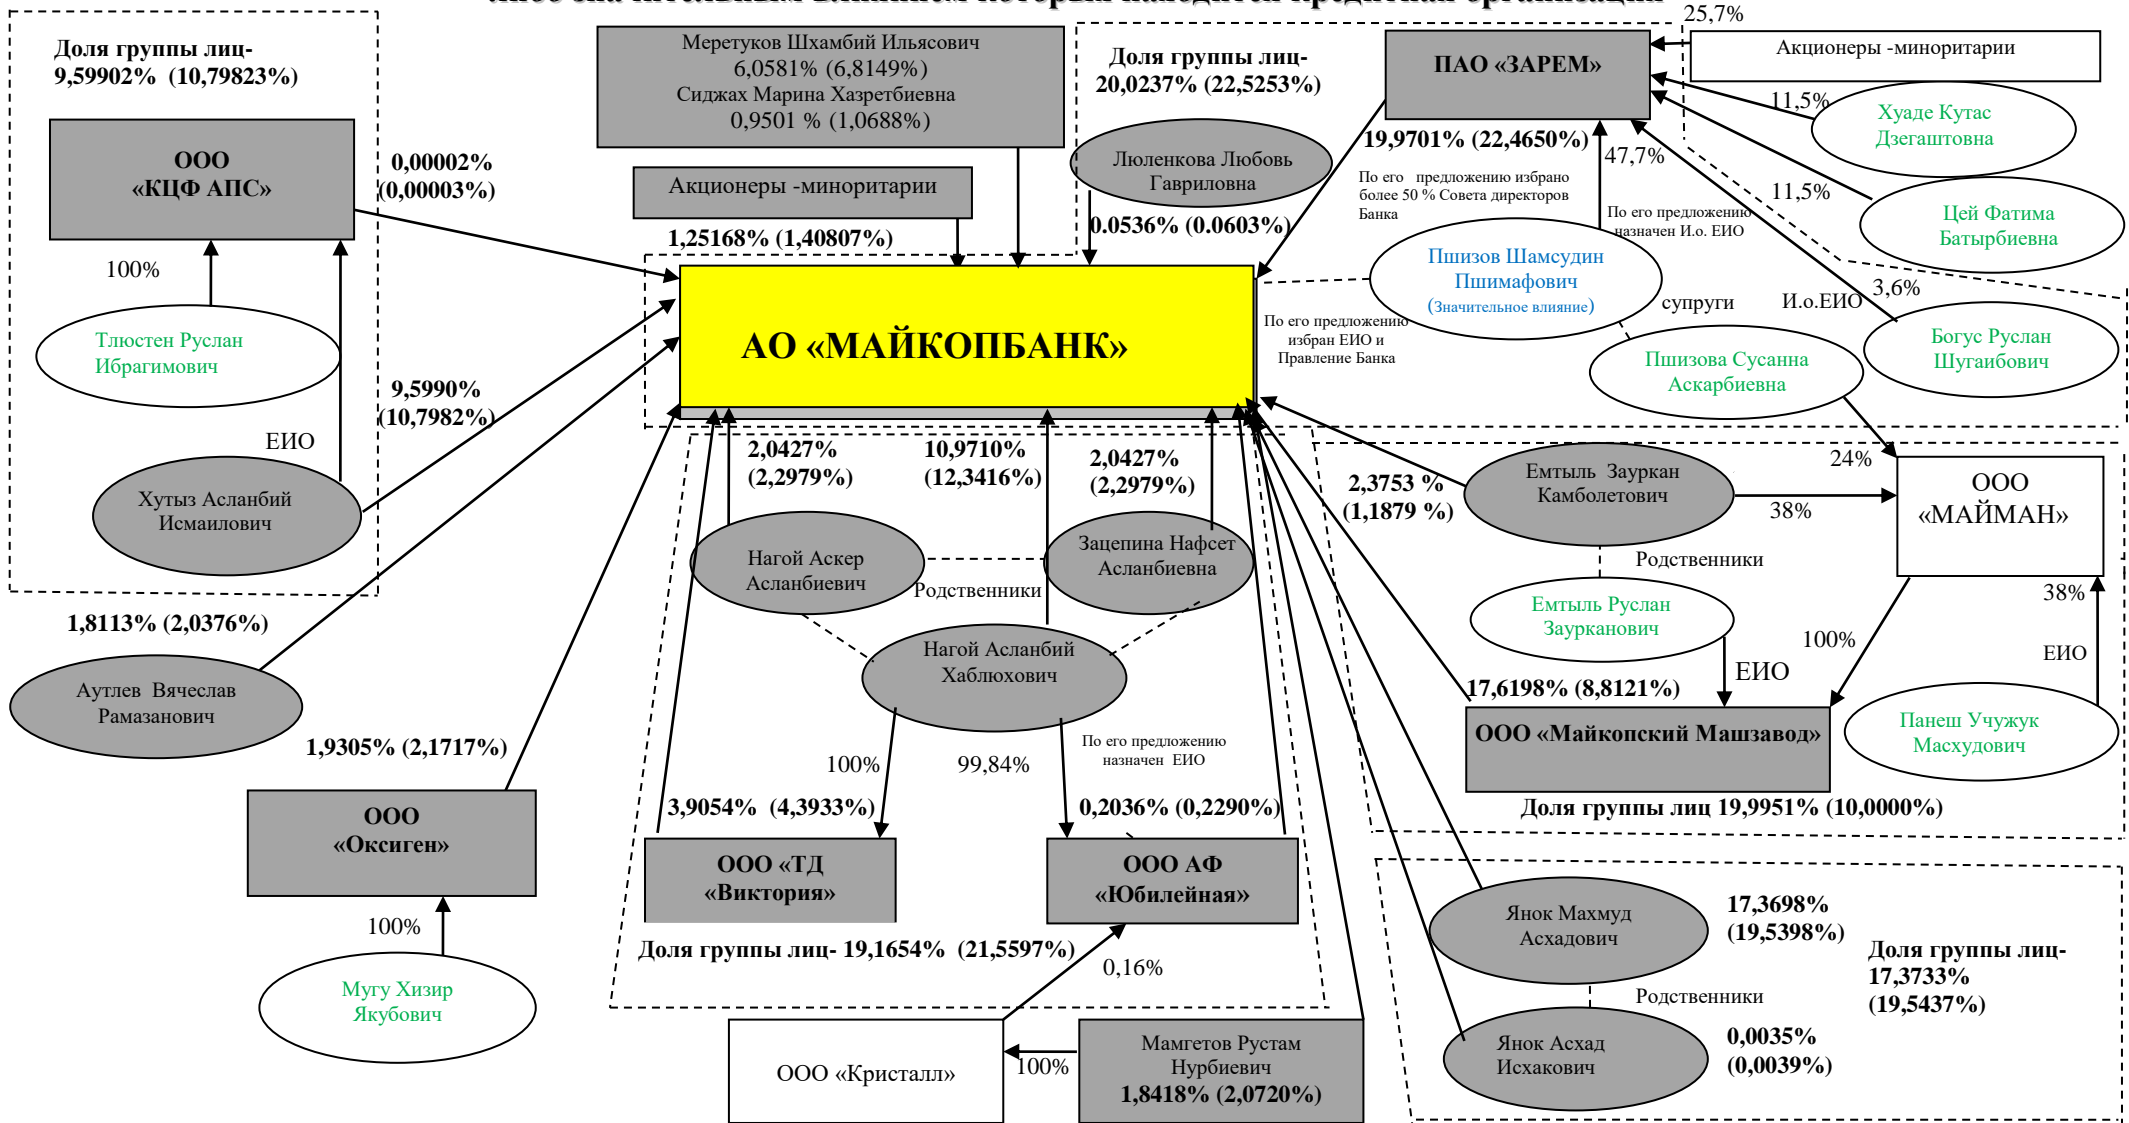 либо значительным влиянием которых находится кредитная организация
Доля группы лиц-
9,59902% (10,79823%)
ООО
«КЦФ АПС»
0,00002%
(0,00003%)
100%
Тлюстен Руслан
Ибрагимович
ЕИО
Хутыз Асланбий
Исмаилович
9,5990%
(10,7982%)
1,8113% (2,0376%)
Аутлев Вячеслав
Рамазанович
1,9305% (2,1717%)
ООО
«Оксиген»
100%
Мугу Хизир
Якубович
Меретуков Шхамбий Ильясович
6,0581% (6,8149%)
Сиджах Марина Хазретбиевна
0,9501 % (1,0688%)
Акционеры -миноритарии
1,25168% (1,40807%)
Доля группы лиц-
20,0237% (22,5253%)
Люленкова Любовь
Гавриловна
0.0536% (0.0603%)
ПАО «ЗАРЕМ»
19,9701% (22,4650%)
25,7%
Акционеры -миноритарии
11,5%
Хуаде Кутас
Дзегаштовна
47,7%
По его предложению избрано
более 50 % Совета директоров
Банка
По его предложению
назначен И.о. ЕИО
11,5%
Цей Фатима
Батырбиевна
Пшизов Шамсудин
Пшимафович
(Значительное влияние)
супруги
И.о.ЕИО
3,6%
Богус Руслан
Шугаибович
По его предложению
избран ЕИО и
Правление Банка
Пшизова Сусанна
Аскарбиевна
АО «МАЙКОПБАНК»
2,0427%
(2,2979%)
10,9710%
(12,3416%)
2,0427%
(2,2979%)
Нагой Аскер
Асланбиевич
Зацепина Нафсет
Асланбиевна
Родственники
Нагой Асланбий
Хаблюхович
100%
99,84%
По его предложению
назначен ЕИО
3,9054% (4,3933%)
0,2036% (0,2290%)
ООО «ТД
«Виктория»
ООО АФ
«Юбилейная»
Доля группы лиц- 19,1654% (21,5597%)
0,16%
ООО «Кристалл»
100%
Мамгетов Рустам
Нурбиевич
1,8418% (2,0720%)
2,3753 %
(1,1879 %)
Емтыль Зауркан
Камболетович
24%
38%
ООО
«МАЙМАН»
Родственники
Емтыль Руслан
Заурканович
38%
100%
ЕИО
ЕИО
17,6198% (8,8121%)
ООО «Майкопский Машзавод»
Панеш Учужук
Масхудович
Доля группы лиц 19,9951% (10,0000%)
Янок Махмуд
Асхадович
17,3698%
(19,5398%)
Доля группы лиц-
17,3733%
(19,5437%)
Родственники
Янок Асхад
Исхакович
0,0035%
(0,0039%)